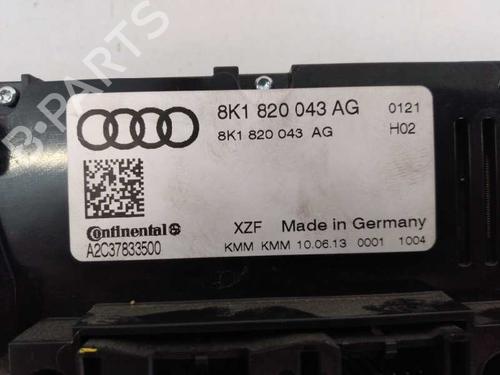 8K1 820 043 AG 0121
8K1 820 043 AG H02
Continental
A2C37833500
XZF Made in Germany
KMM KMM 10.06.13 0001 1004
B-PARTS